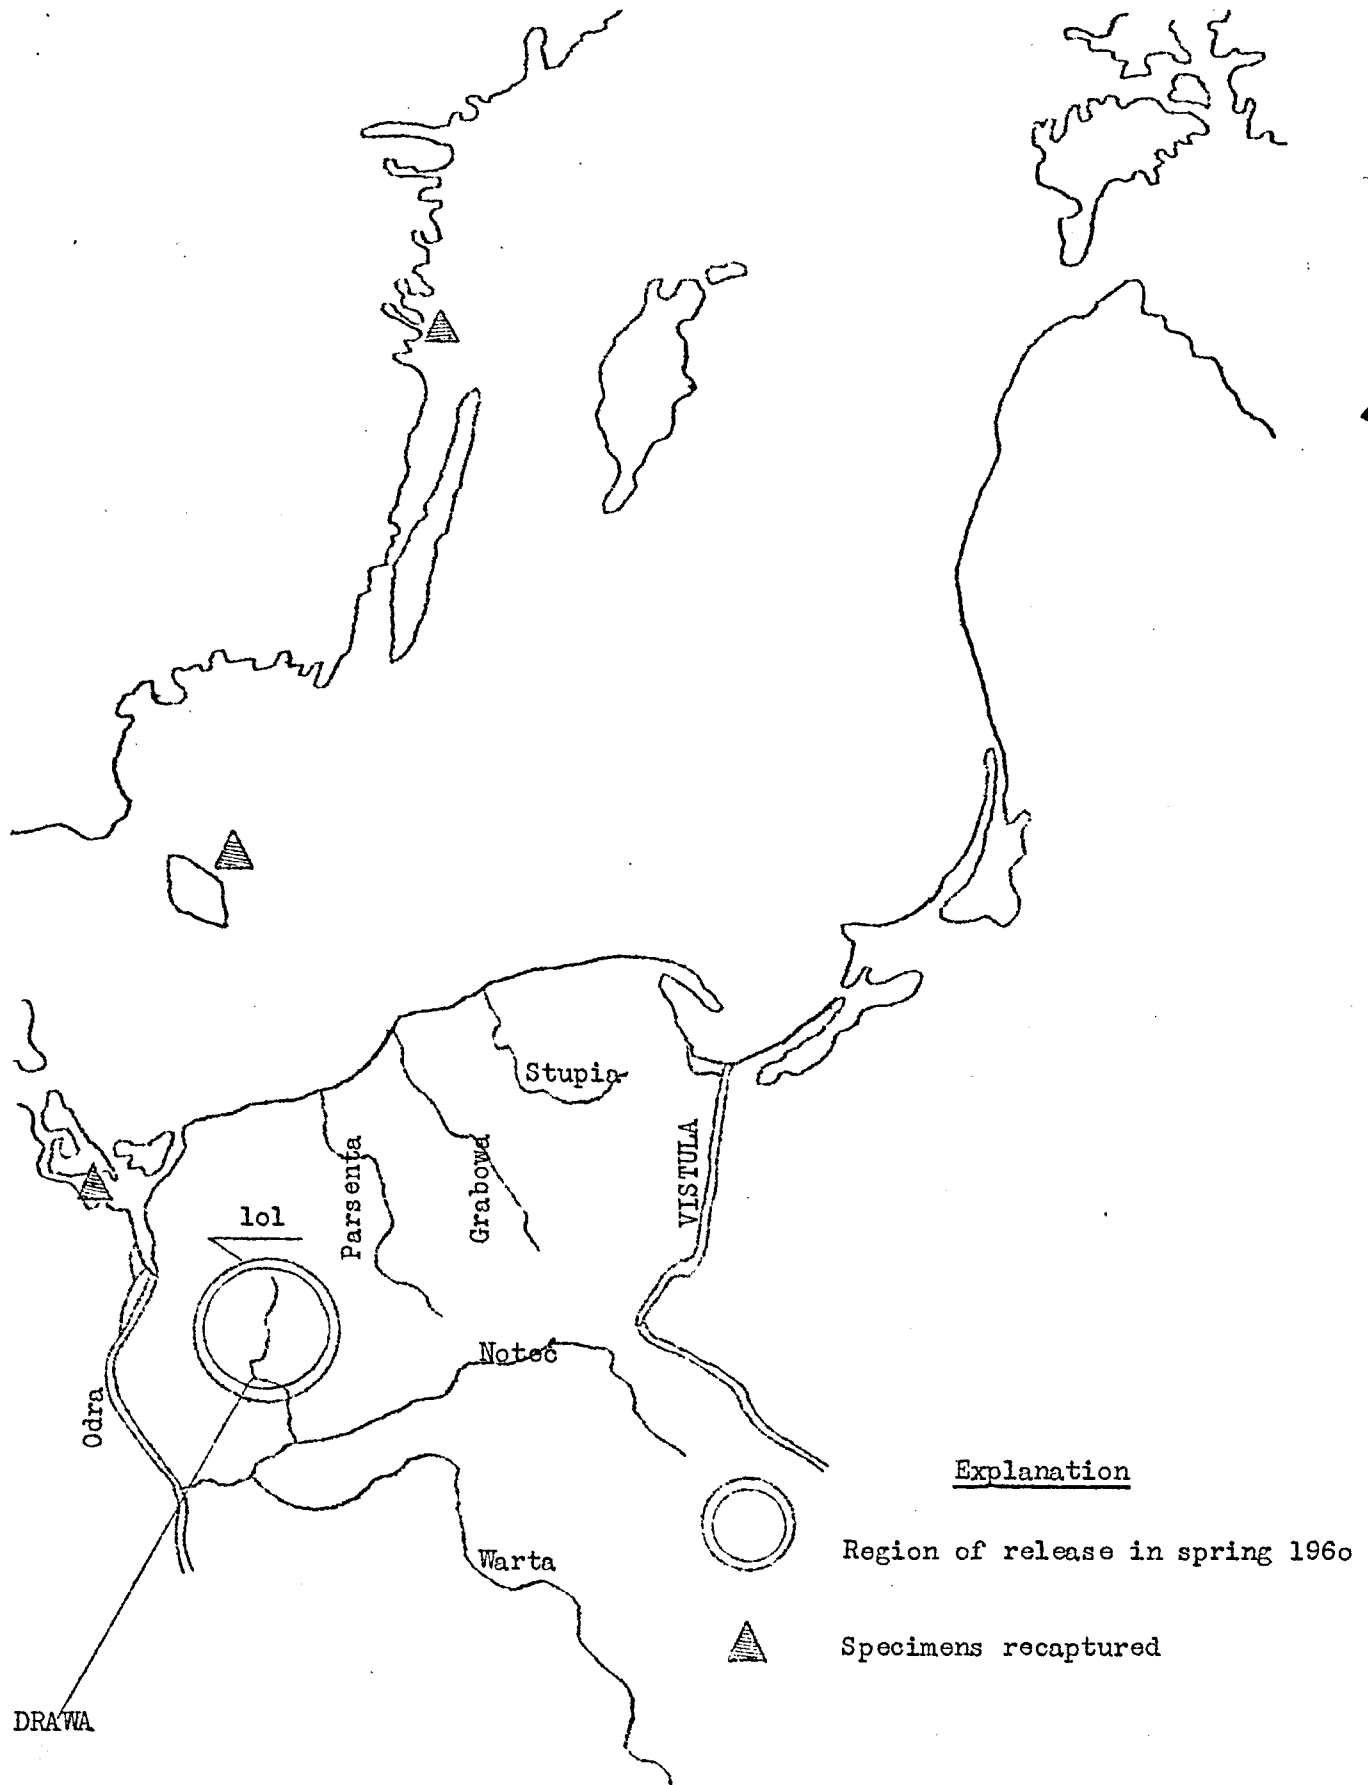 Stupia
Parsenta
Grabowa
VISTULA
lol
Notec
Odra
Explanation
Region of release in spring 196o
Warta
Specimens recaptured
DRAWA